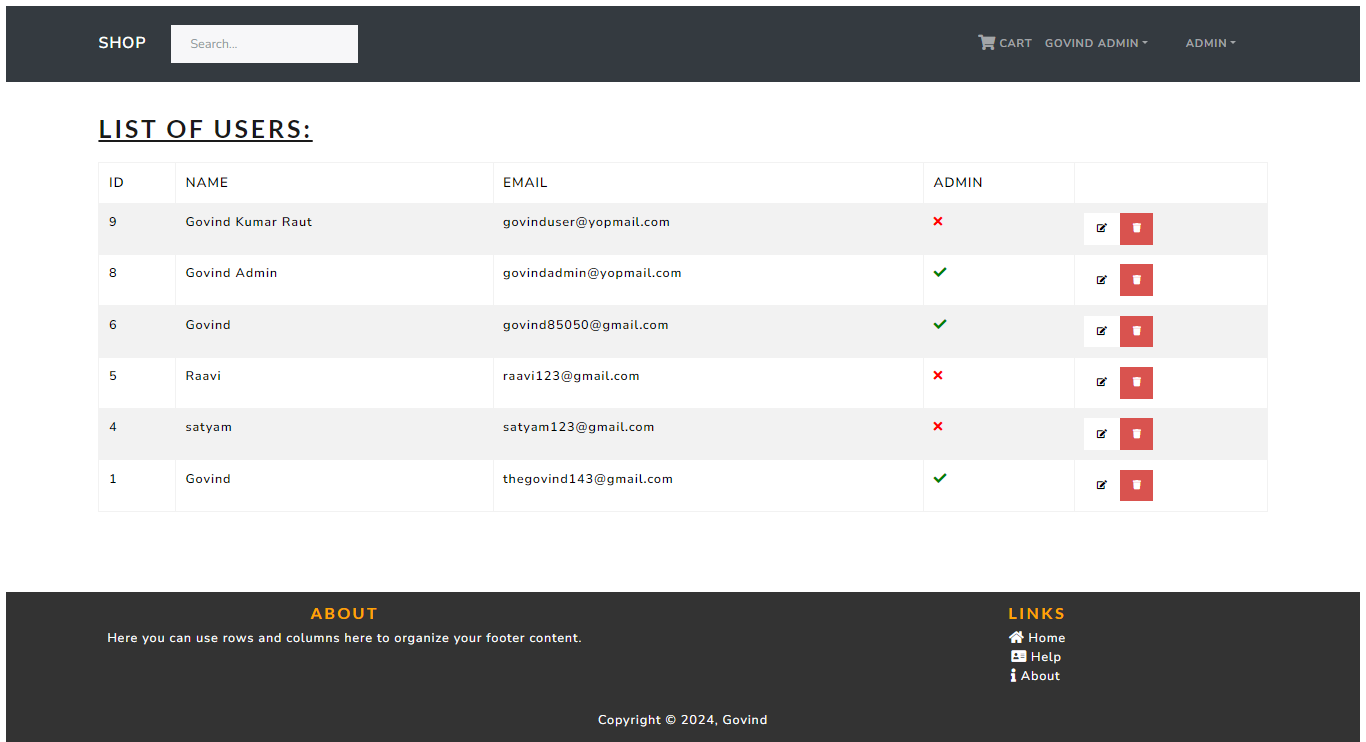 SHOP Search... CART GOVIND ADMIN ADMIN
LIST OF USERS:
ID NAME EMAIL ADMIN
9 Govind Kumar Raut govinduser@yopmail.com
8 Govind Admin govindadmin@yopmail.com
6 Govind govind85050@gmail.com
5 Raavi raavi123@gmail.com
4 satyam satyam123@gmail.com
1 Govind thegovind143@gmail.com
ABOUT
Here you can use rows and columns here to organize your footer content.
LINKS
Home
Help
About
Copyright © 2024, Govind